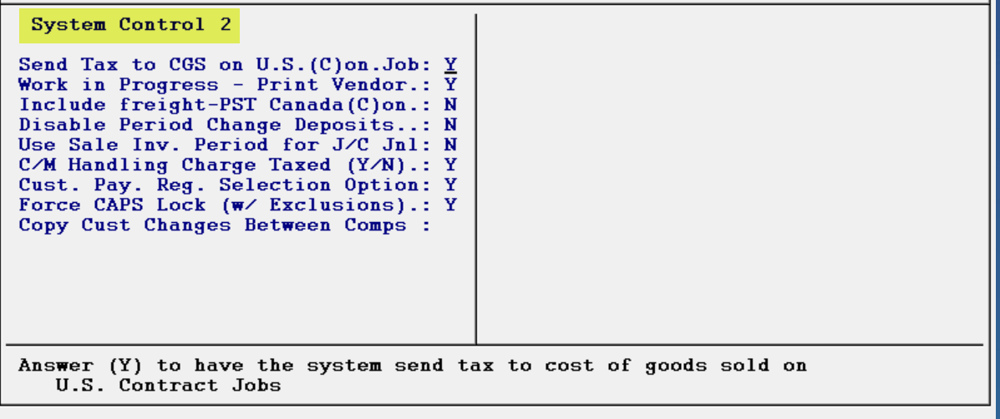 System Control 2
Send Tax to CGS on U.S.(C)on.Job: Y
Work in Progress - Print Vendor.: Y
Include freight-PST Canada(C)on.: N
Disable Period Change Deposits..: N
Use Sale Inv. Period for J/C Jnl: N
C/M Handling Charge Taxed (Y/N).: Y
Cust. Pay. Reg. Selection Option: Y
Force CAPS Lock (w/ Exclusions).: Y
Copy Cust Changes Between Comps :
Answer (Y) to have the system send tax to cost of goods sold on
U.S. Contract Jobs